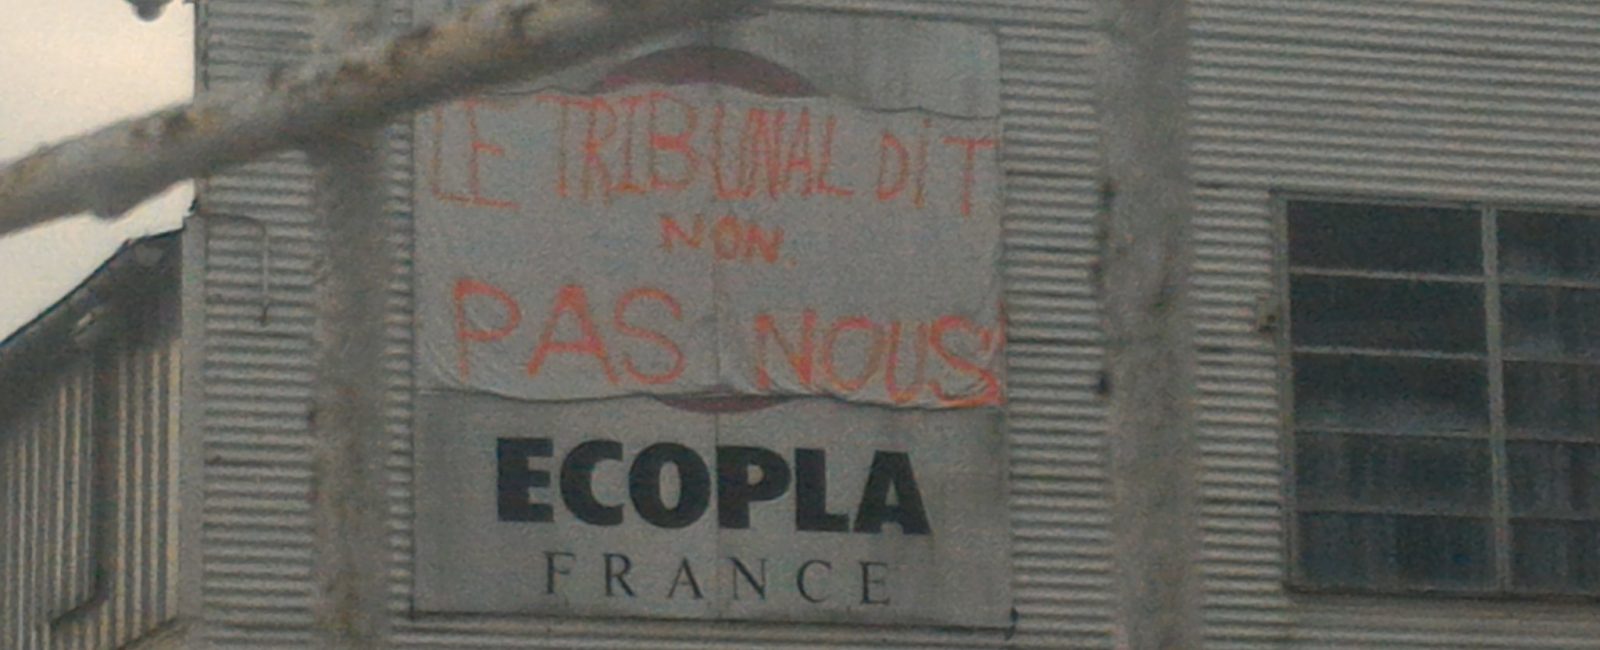 LE TRIBUNAL DIT
NON.
PAS NOUS
ECOPLA
FRANCE